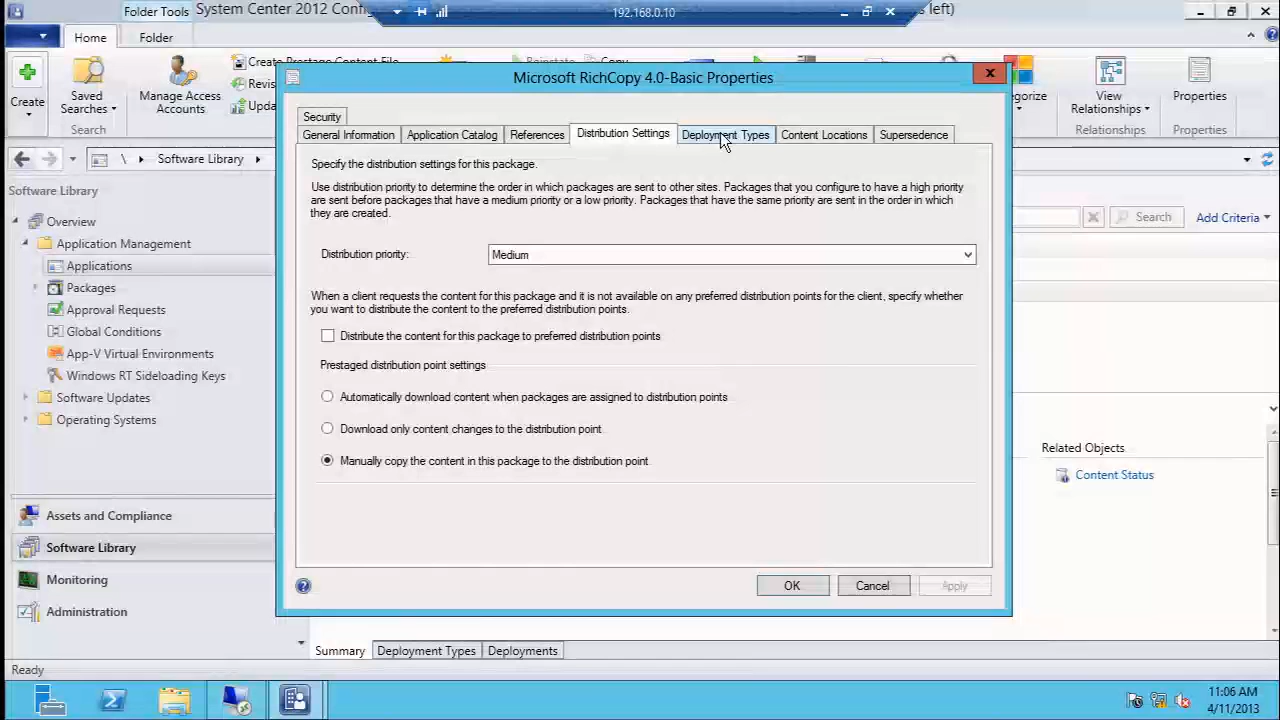 Folder Tools
System Center 2012 Confi
192.168.0.10
s left)
Home
Folder
Create
Saved
Searches
Search
Manage Access
Accounts
Create Prestage Content File
Revis
Upda
Reinstate
Copy
egorize
View
Relationships
Relationships
Properties
Properties
\ Software Library
Software Library
Overview
Application Management
Applications
Packages
Approval Requests
Global Conditions
App-V Virtual Environments
Windows RT Sideloading Keys
Software Updates
Operating Systems
Assets and Compliance
Software Library
Monitoring
Administration
Ready
Microsoft RichCopy 4.0-Basic Properties
Security
General Information
Application Catalog
References
Distribution Settings
Deployment Types
Content Locations
Supersedence
Specify the distribution settings for this package.
Use distribution priority to determine the order in which packages are sent to other sites. Packages that you configure to have a high priority
are sent before packages that have a medium priority or a low priority. Packages that have the same priority are sent in the order in which
they are created.
Distribution priority:
Medium
When a client requests the content for this package and it is not available on any preferred distribution points for the client, specify whether
you want to distribute the content to the preferred distribution points.
Distribute the content for this package to preferred distribution points
Prestaged distribution point settings
Automatically download content when packages are assigned to distribution points
Download only content changes to the distribution point
Manually copy the content in this package to the distribution point
OK
Cancel
Apply
Search
Add Criteria
Related Objects
Content Status
Summary
Deployment Types
Deployments
11:06 AM
4/11/2013